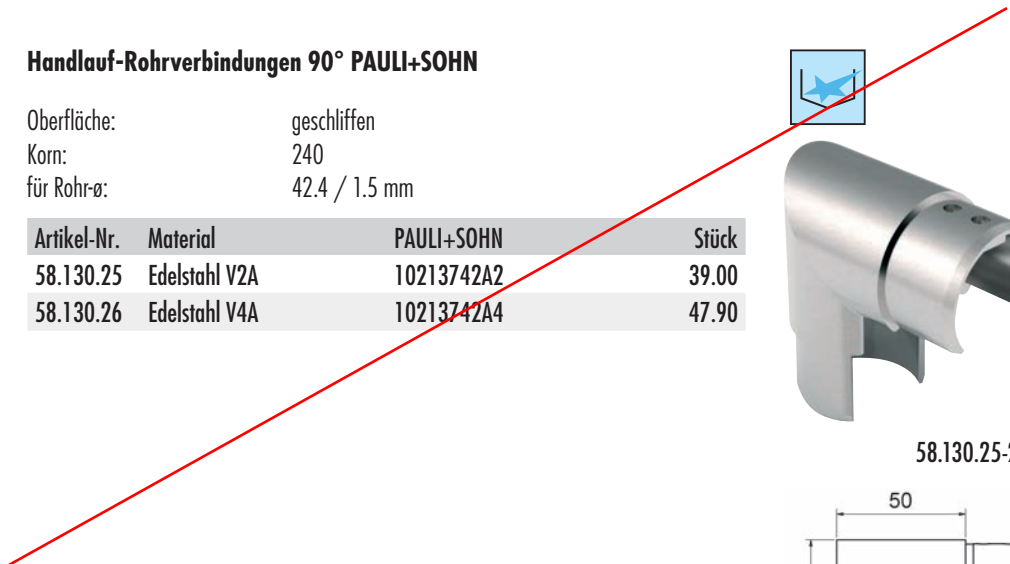 Handlauf-Rohrverbindungen 90° PAULI+SOHN
Oberfläche: geschliffen
Korn: 240
für Rohr-ø: 42.4 / 1.5 mm
Artikel-Nr. Material PAULI+SOHN Stück
58.130.25 Edelstahl V2A 10213742A2 39.00
58.130.26 Edelstahl V4A 10213742A4 47.90
58.130.25-
50